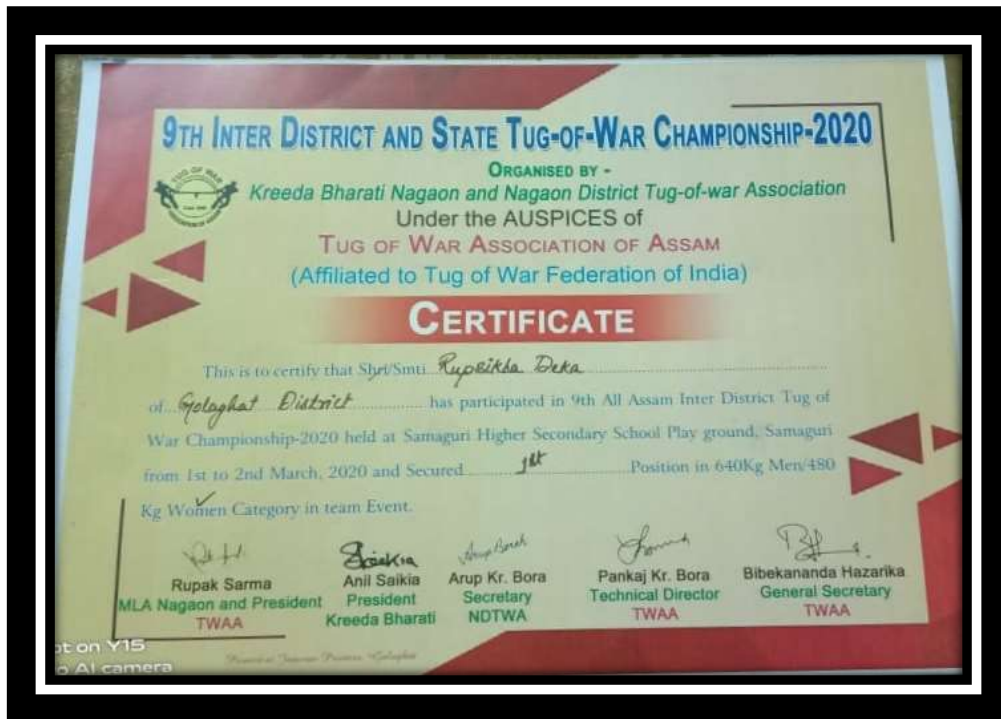 9TH INTER DISTRICT AND STATE TUG-OF-WAR CHAMPIONSHIP-2020
ORGANISED BY -
Kreeda Bharati Nagaon and Nagaon District Tug-of-war Association
TUG OF WAR
Under the AUSPICES of
TUG OF WAR ASSOCIATION OF ASSAM
(Affiliated to Tug of War Federation of India)
CERTIFICATE
This is to certify that Shri/Smti Rupsikha Deka
of Golaghat District has participated in 9th All Assam Inter District Tug of
War Championship-2020 held at Samaguri Higher Secondary School Play ground, Samaguri
from 1st to 2nd March, 2020 and Secured 1st Position in 640Kg Men/480
Kg Women Category in team Event.
Saikia Arup Borah
Rupak Sarma Anil Saikia Arup Kr. Bora Pankaj Kr. Bora Bibekananda Hazarika
MLA Nagaon and President President Secretary Technical Director General Secretary
TWAA Kreeda Bharati NDTWA TWAA TWAA
ot on Y15
o AI camera